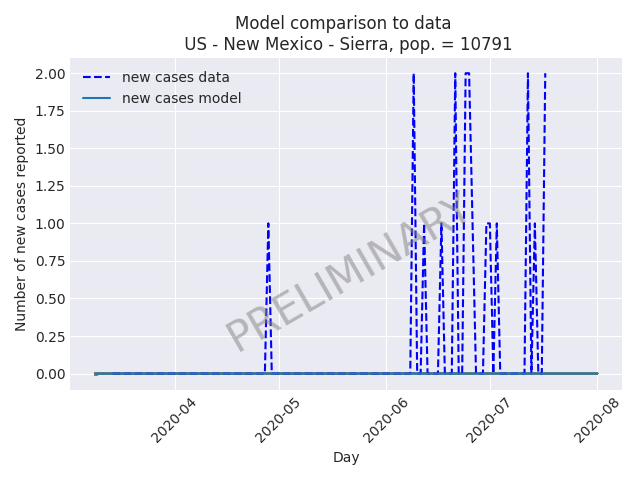 Model comparison to data
US - New Mexico - Sierra, pop. = 10791
new cases data
new cases model
Number of new cases reported
2.00
1.75
1.50
1.25
1.00
0.75
0.50
0.25
0.00
PRELIMINARY
2020-04
2020-05
2020-06
2020-07
2020-08
Day